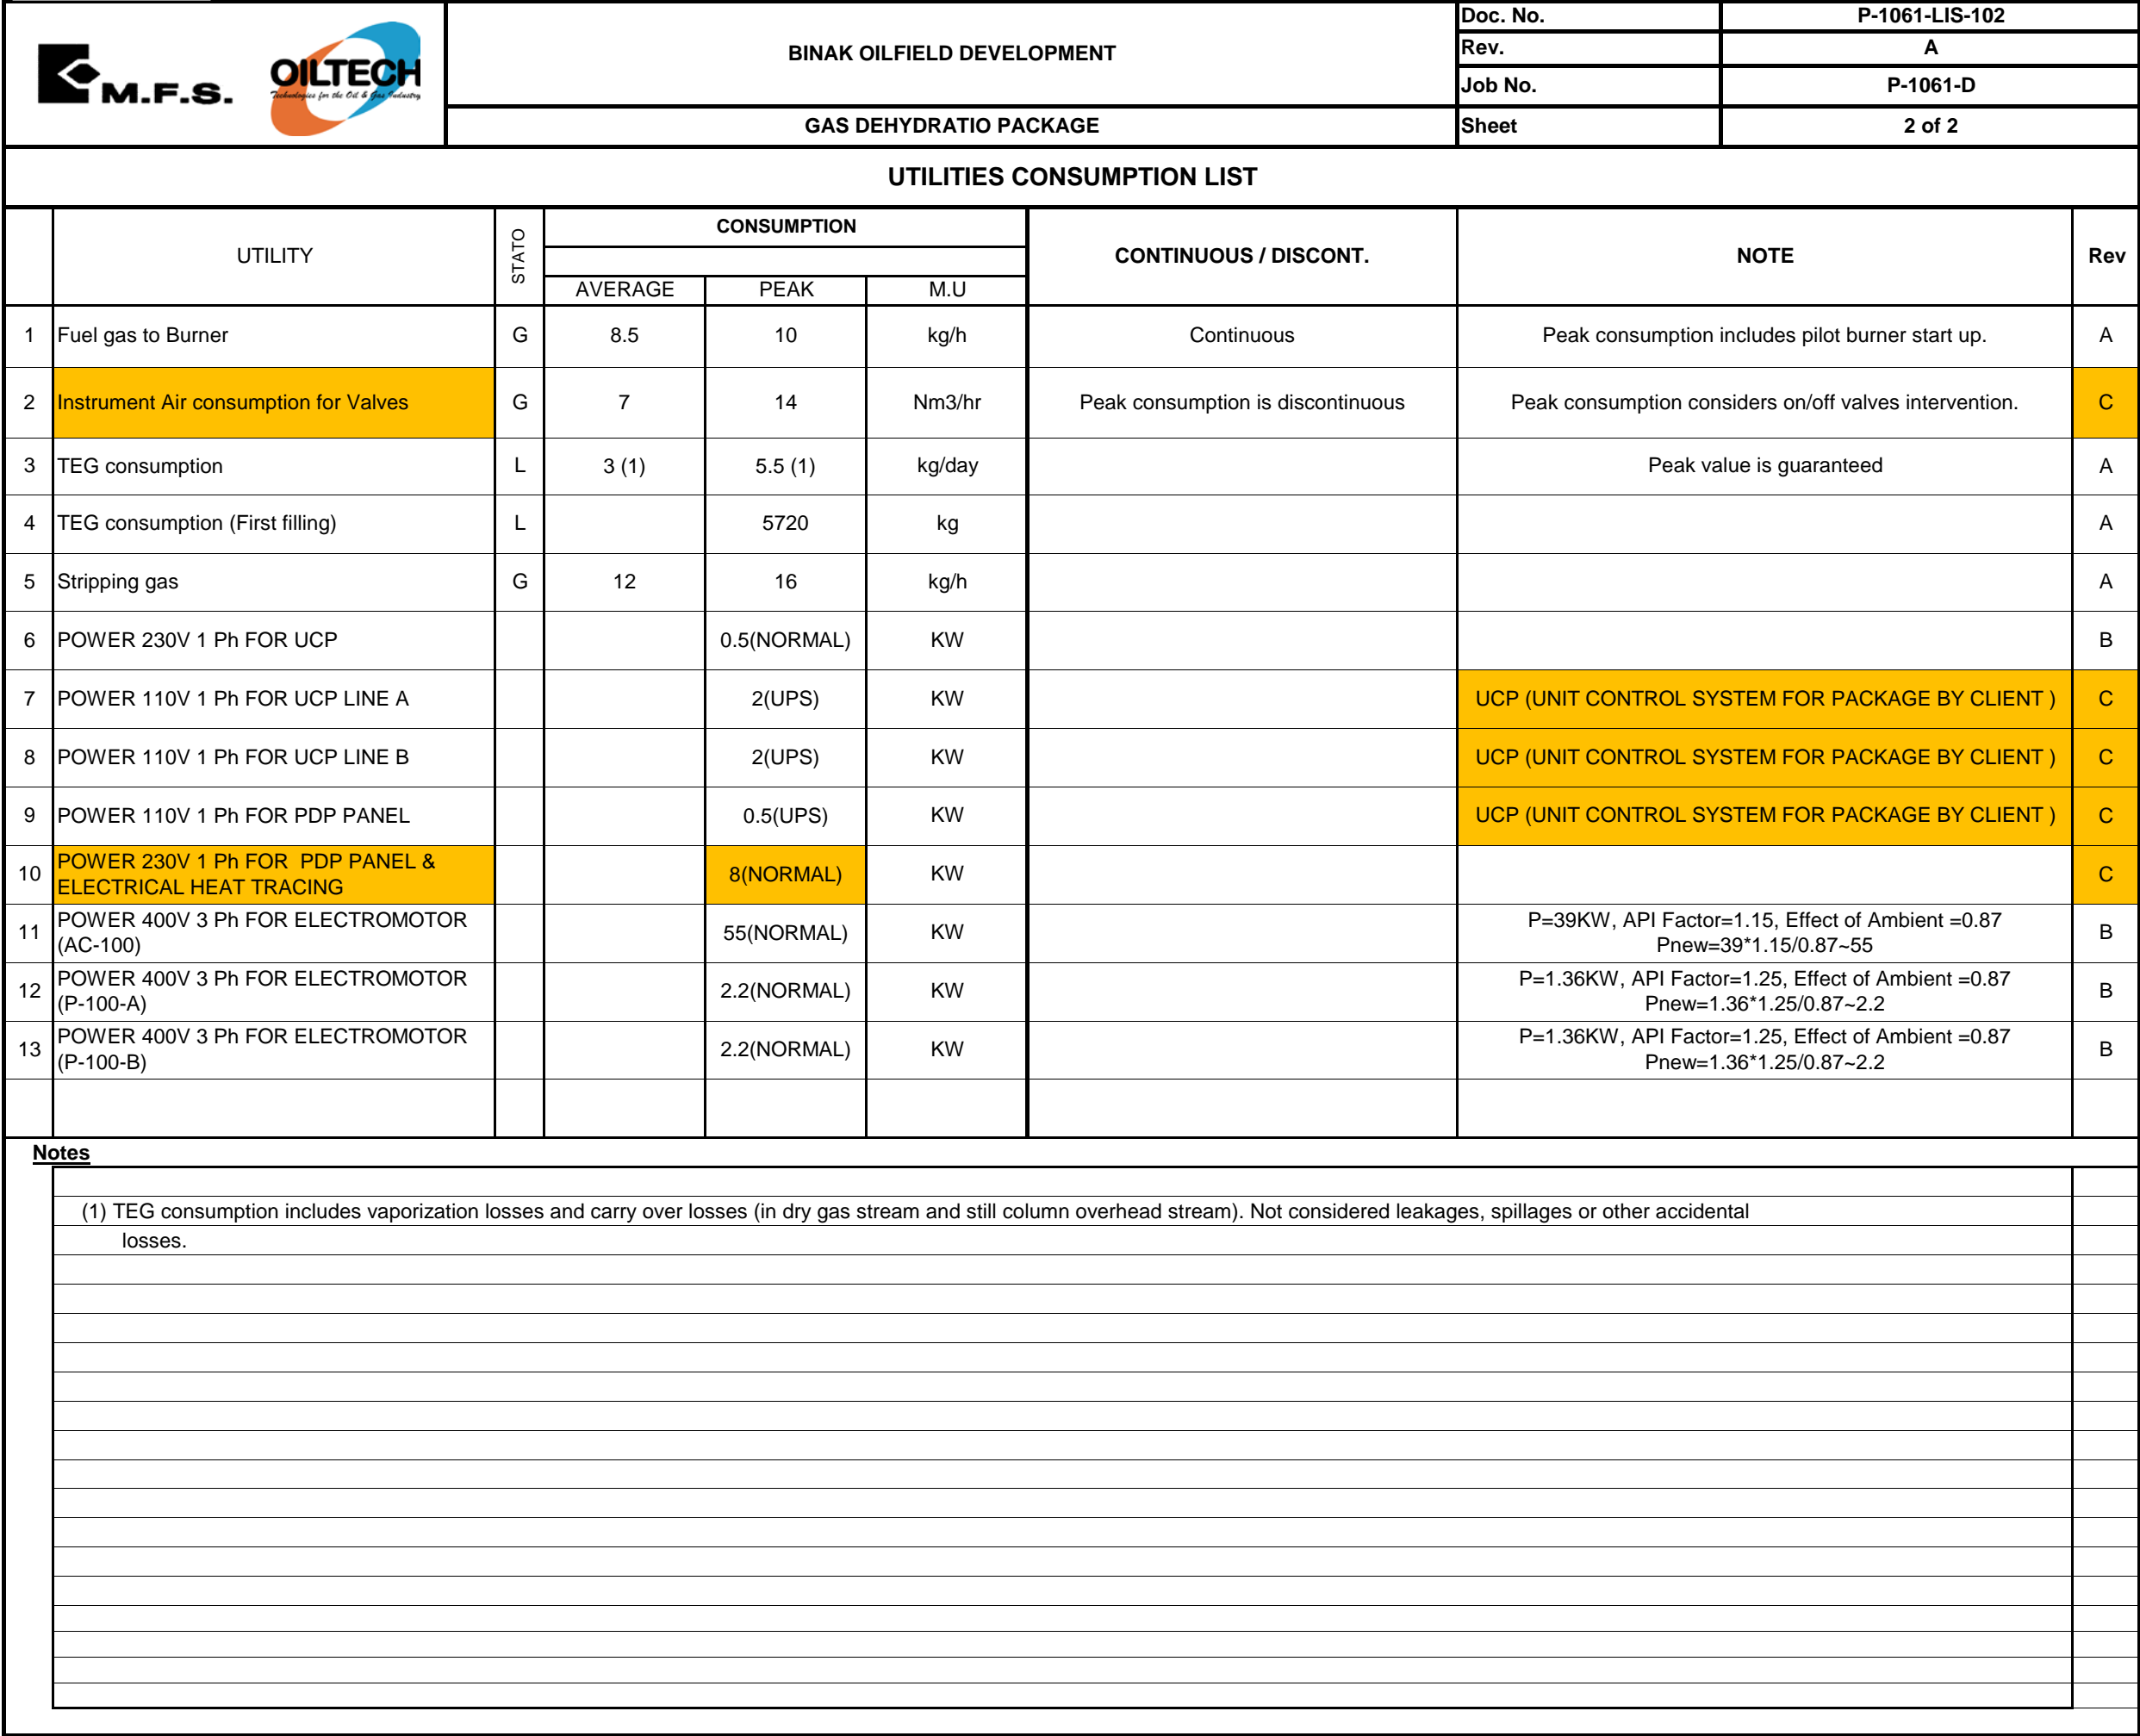 M.F.S.
OILTECH
Technologies for the Oil & Gas Industry
BINAK OILFIELD DEVELOPMENT
GAS DEHYDRATIO PACKAGE
Doc. No. P-1061-LIS-102
Rev. A
Job No. P-1061-D
Sheet 2 of 2
UTILITIES CONSUMPTION LIST
UTILITY STATO CONSUMPTION CONTINUOUS / DISCONT. NOTE Rev
AVERAGE PEAK M.U
1 Fuel gas to Burner G 8.5 10 kg/h Continuous Peak consumption includes pilot burner start up. A
2 Instrument Air consumption for Valves G 7 14 Nm3/hr Peak consumption is discontinuous Peak consumption considers on/off valves intervention. C
3 TEG consumption L 3 (1) 5.5 (1) kg/day Peak value is guaranteed A
4 TEG consumption (First filling) L 5720 kg A
5 Stripping gas G 12 16 kg/h A
6 POWER 230V 1 Ph FOR UCP 0.5(NORMAL) KW B
7 POWER 110V 1 Ph FOR UCP LINE A 2(UPS) KW UCP (UNIT CONTROL SYSTEM FOR PACKAGE BY CLIENT ) C
8 POWER 110V 1 Ph FOR UCP LINE B 2(UPS) KW UCP (UNIT CONTROL SYSTEM FOR PACKAGE BY CLIENT ) C
9 POWER 110V 1 Ph FOR PDP PANEL 0.5(UPS) KW UCP (UNIT CONTROL SYSTEM FOR PACKAGE BY CLIENT ) C
10 POWER 230V 1 Ph FOR PDP PANEL &
ELECTRICAL HEAT TRACING 8(NORMAL) KW C
11 POWER 400V 3 Ph FOR ELECTROMOTOR
(AC-100) 55(NORMAL) KW P=39KW, API Factor=1.15, Effect of Ambient =0.87
Pnew=39*1.15/0.87~55 B
12 POWER 400V 3 Ph FOR ELECTROMOTOR
(P-100-A) 2.2(NORMAL) KW P=1.36KW, API Factor=1.25, Effect of Ambient =0.87
Pnew=1.36*1.25/0.87~2.2 B
13 POWER 400V 3 Ph FOR ELECTROMOTOR
(P-100-B) 2.2(NORMAL) KW P=1.36KW, API Factor=1.25, Effect of Ambient =0.87
Pnew=1.36*1.25/0.87~2.2 B
Notes
(1) TEG consumption includes vaporization losses and carry over losses (in dry gas stream and still column overhead stream). Not considered leakages, spillages or other accidental
losses.